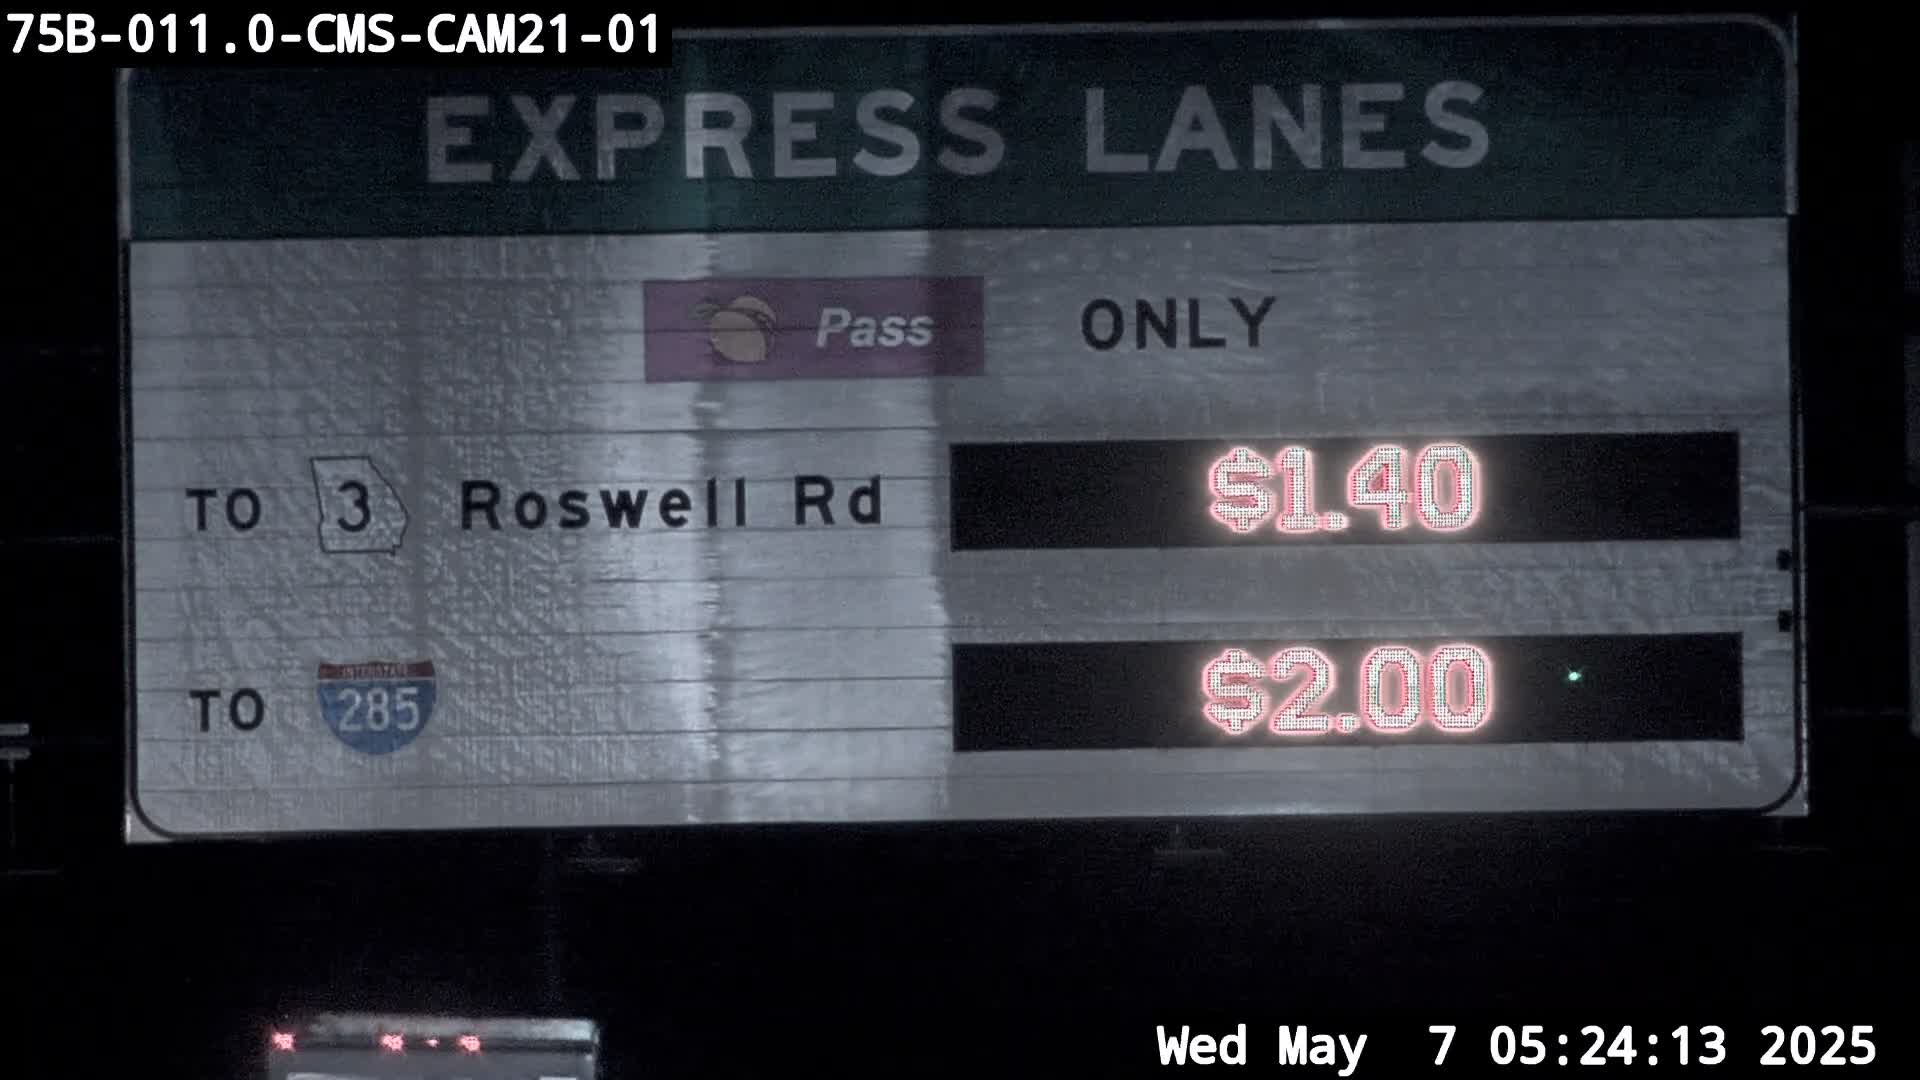 75B-011.0-CMS-CAM21-01
EXPRESS LANES
Pass ONLY
TO 3 Roswell Rd $1.40
INTERSTATE
TO 285 $2.00
Wed May 7 05:24:13 2025